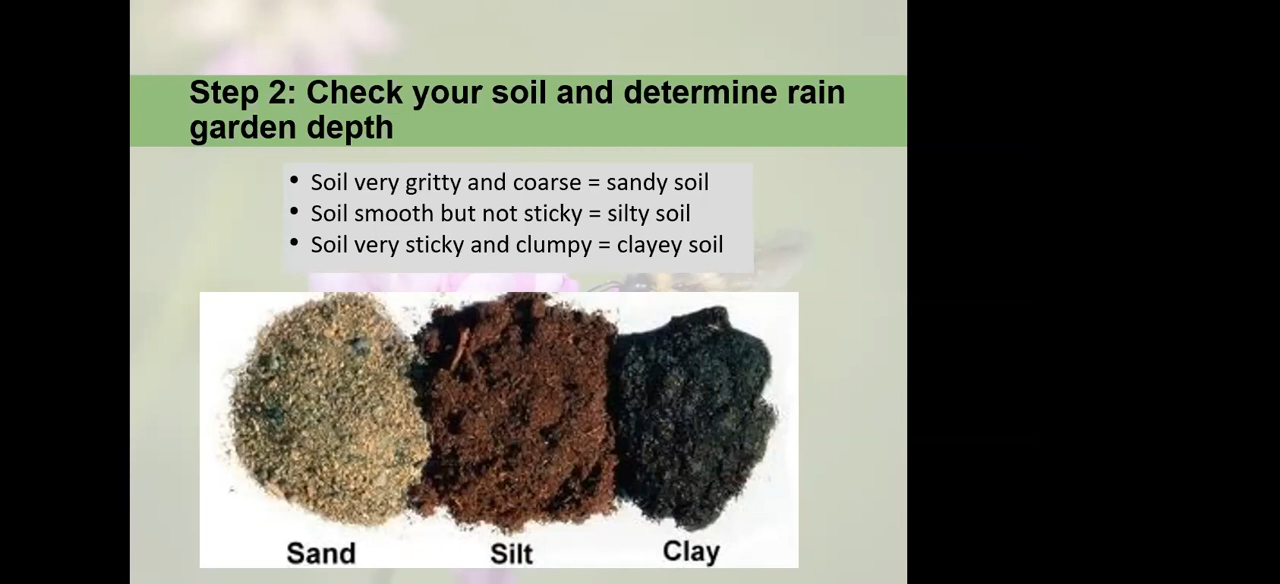 Step 2: Check your soil and determine rain
garden depth
• Soil very gritty and coarse = sandy soil
• Soil smooth but not sticky = silty soil
• Soil very sticky and clumpy = clayey soil
Sand Silt Clay